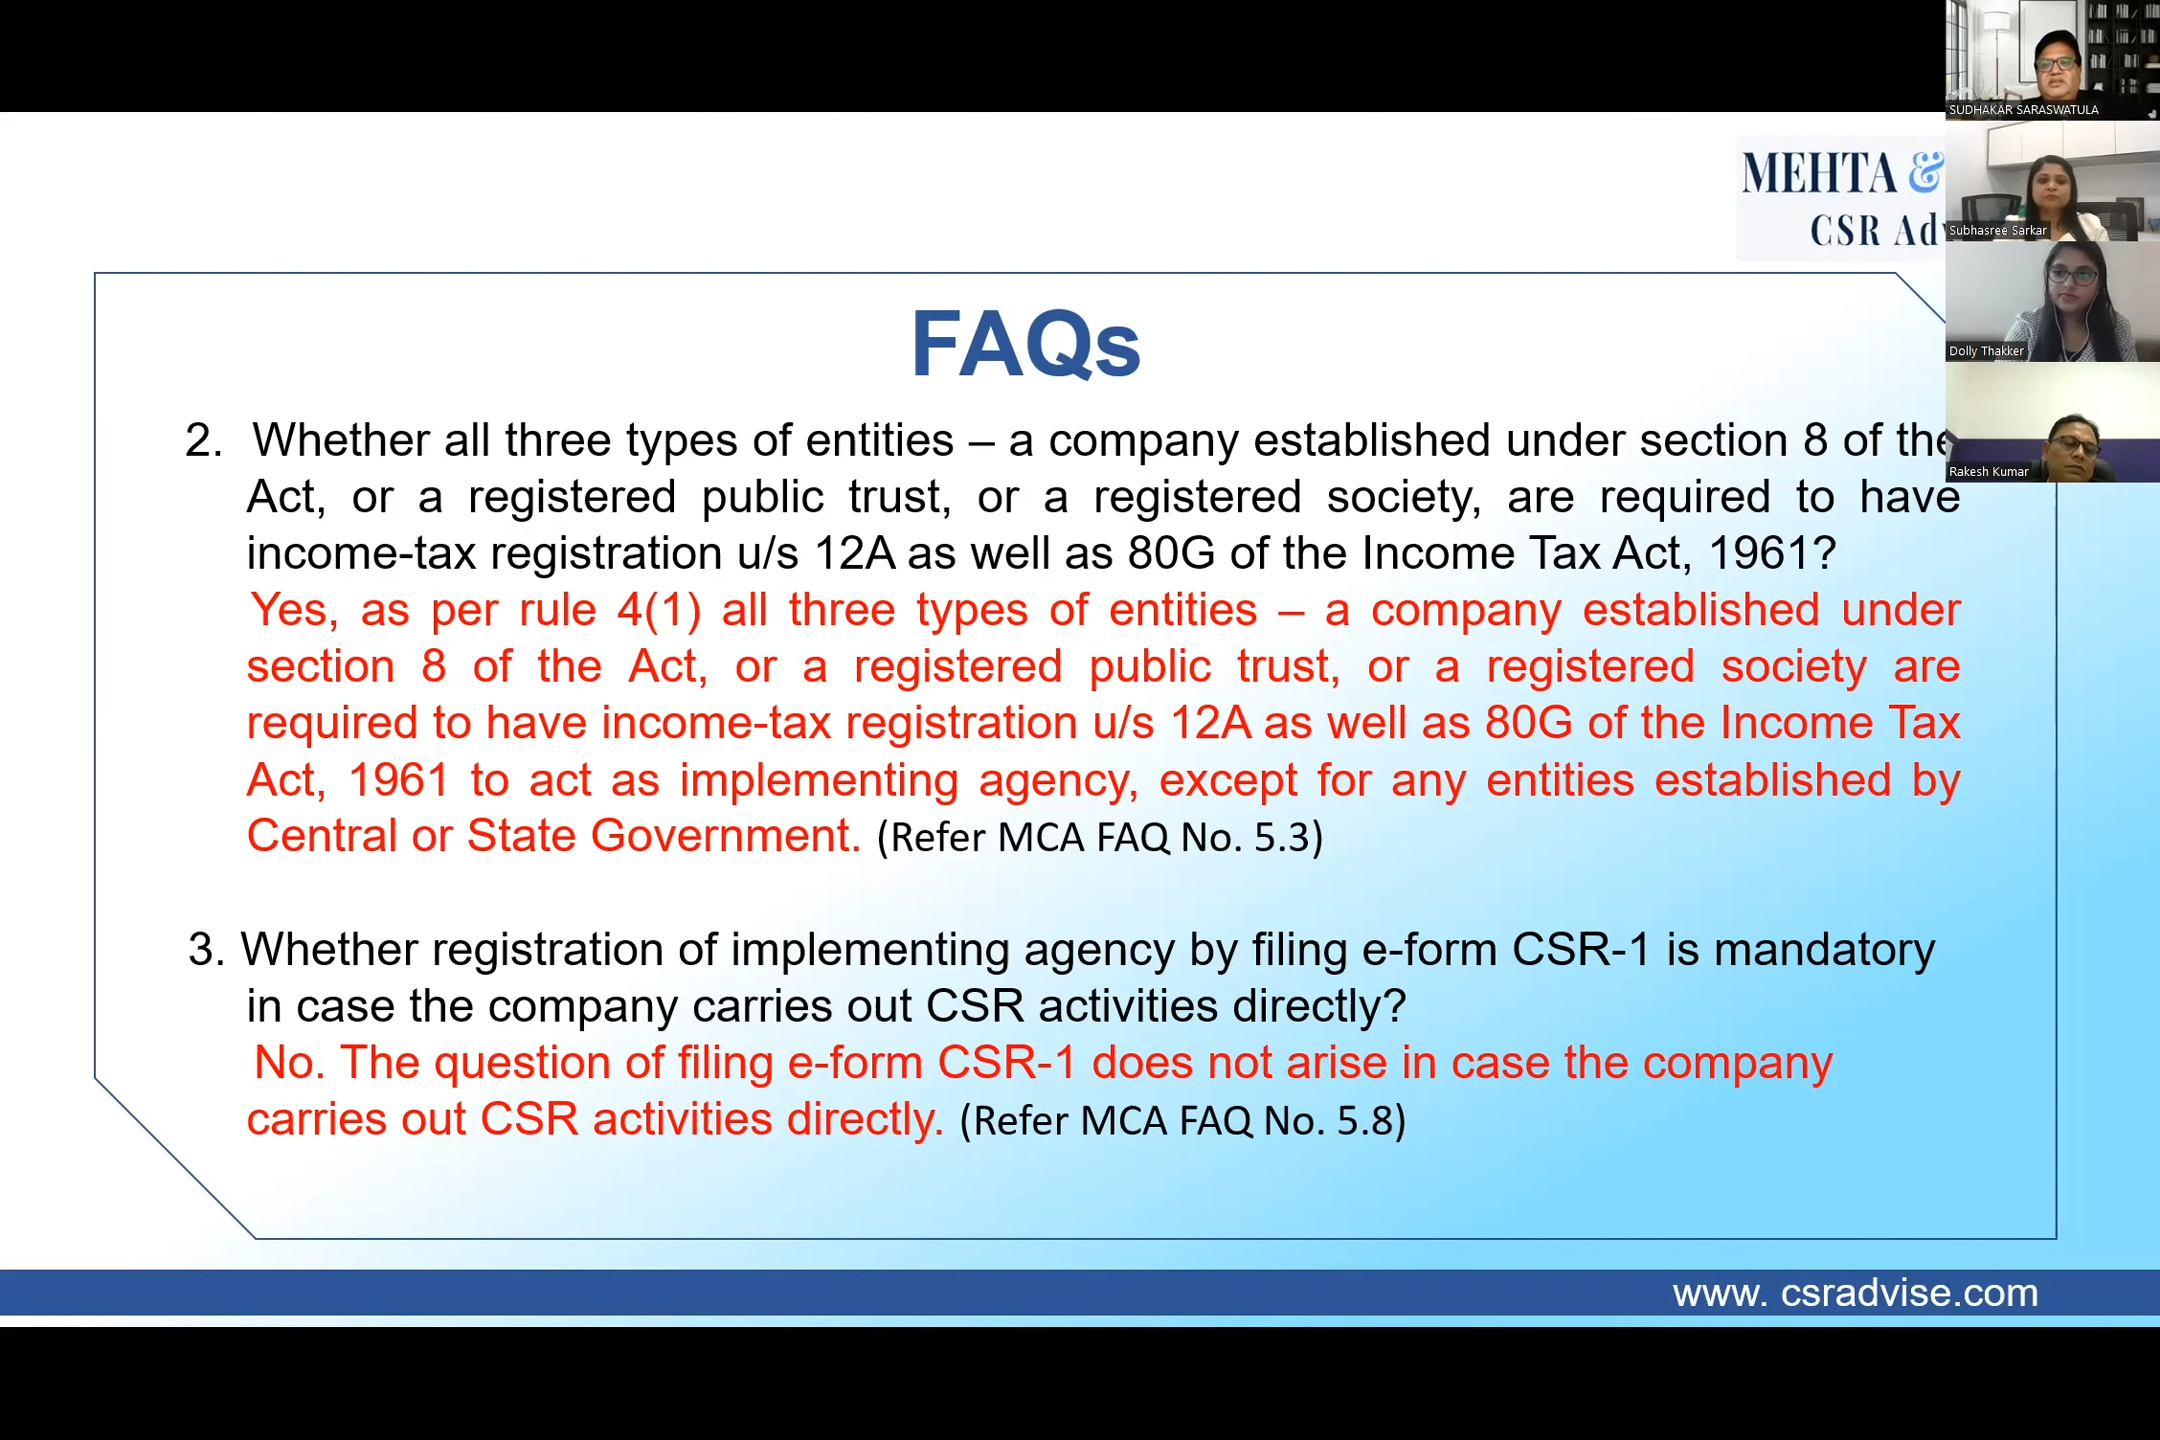 SUDHAKAR SARASWATULA
MEHTA &
CSR Adv
Subhasree Sarkar
Dolly Thakker
Rakesh Kumar
FAQs
2. Whether all three types of entities – a company established under section 8 of the
Act, or a registered public trust, or a registered society, are required to have
income-tax registration u/s 12A as well as 80G of the Income Tax Act, 1961?
Yes, as per rule 4(1) all three types of entities – a company established under
section 8 of the Act, or a registered public trust, or a registered society are
required to have income-tax registration u/s 12A as well as 80G of the Income Tax
Act, 1961 to act as implementing agency, except for any entities established by
Central or State Government. (Refer MCA FAQ No. 5.3)
3. Whether registration of implementing agency by filing e-form CSR-1 is mandatory
in case the company carries out CSR activities directly?
No. The question of filing e-form CSR-1 does not arise in case the company
carries out CSR activities directly. (Refer MCA FAQ No. 5.8)
www. csradvise.com